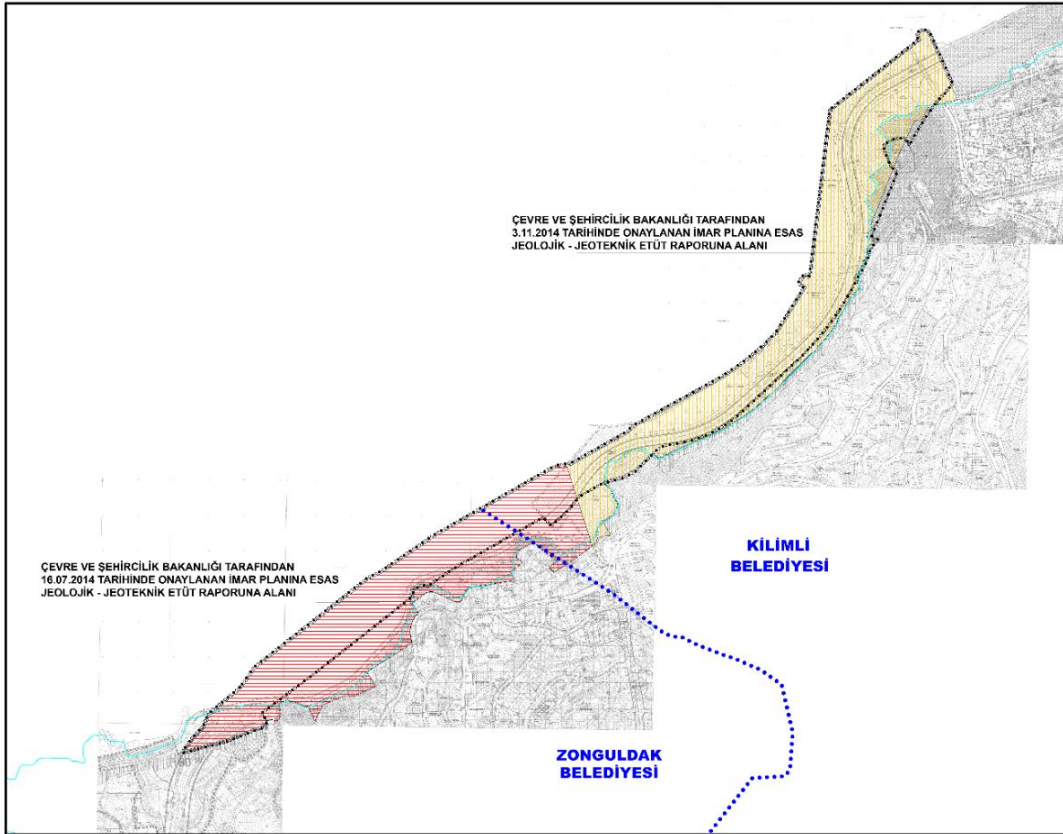 ÇEVRE VE ŞEHİRCİLİK BAKANLIĞI TARAFINDAN
3.11.2014 TARİHİNDE ONAYLANAN İMAR PLANINA ESAS
JEOLOJİK - JEOTEKNİK ETÜT RAPORUNA ALANI
ÇEVRE VE ŞEHİRCİLİK BAKANLIĞI TARAFINDAN
16.07.2014 TARİHİNDE ONAYLANAN İMAR PLANINA ESAS
JEOLOJİK - JEOTEKNİK ETÜT RAPORUNA ALANI
KİLİMLİ
BELEDİYESİ
ZONGULDAK
BELEDİYESİ